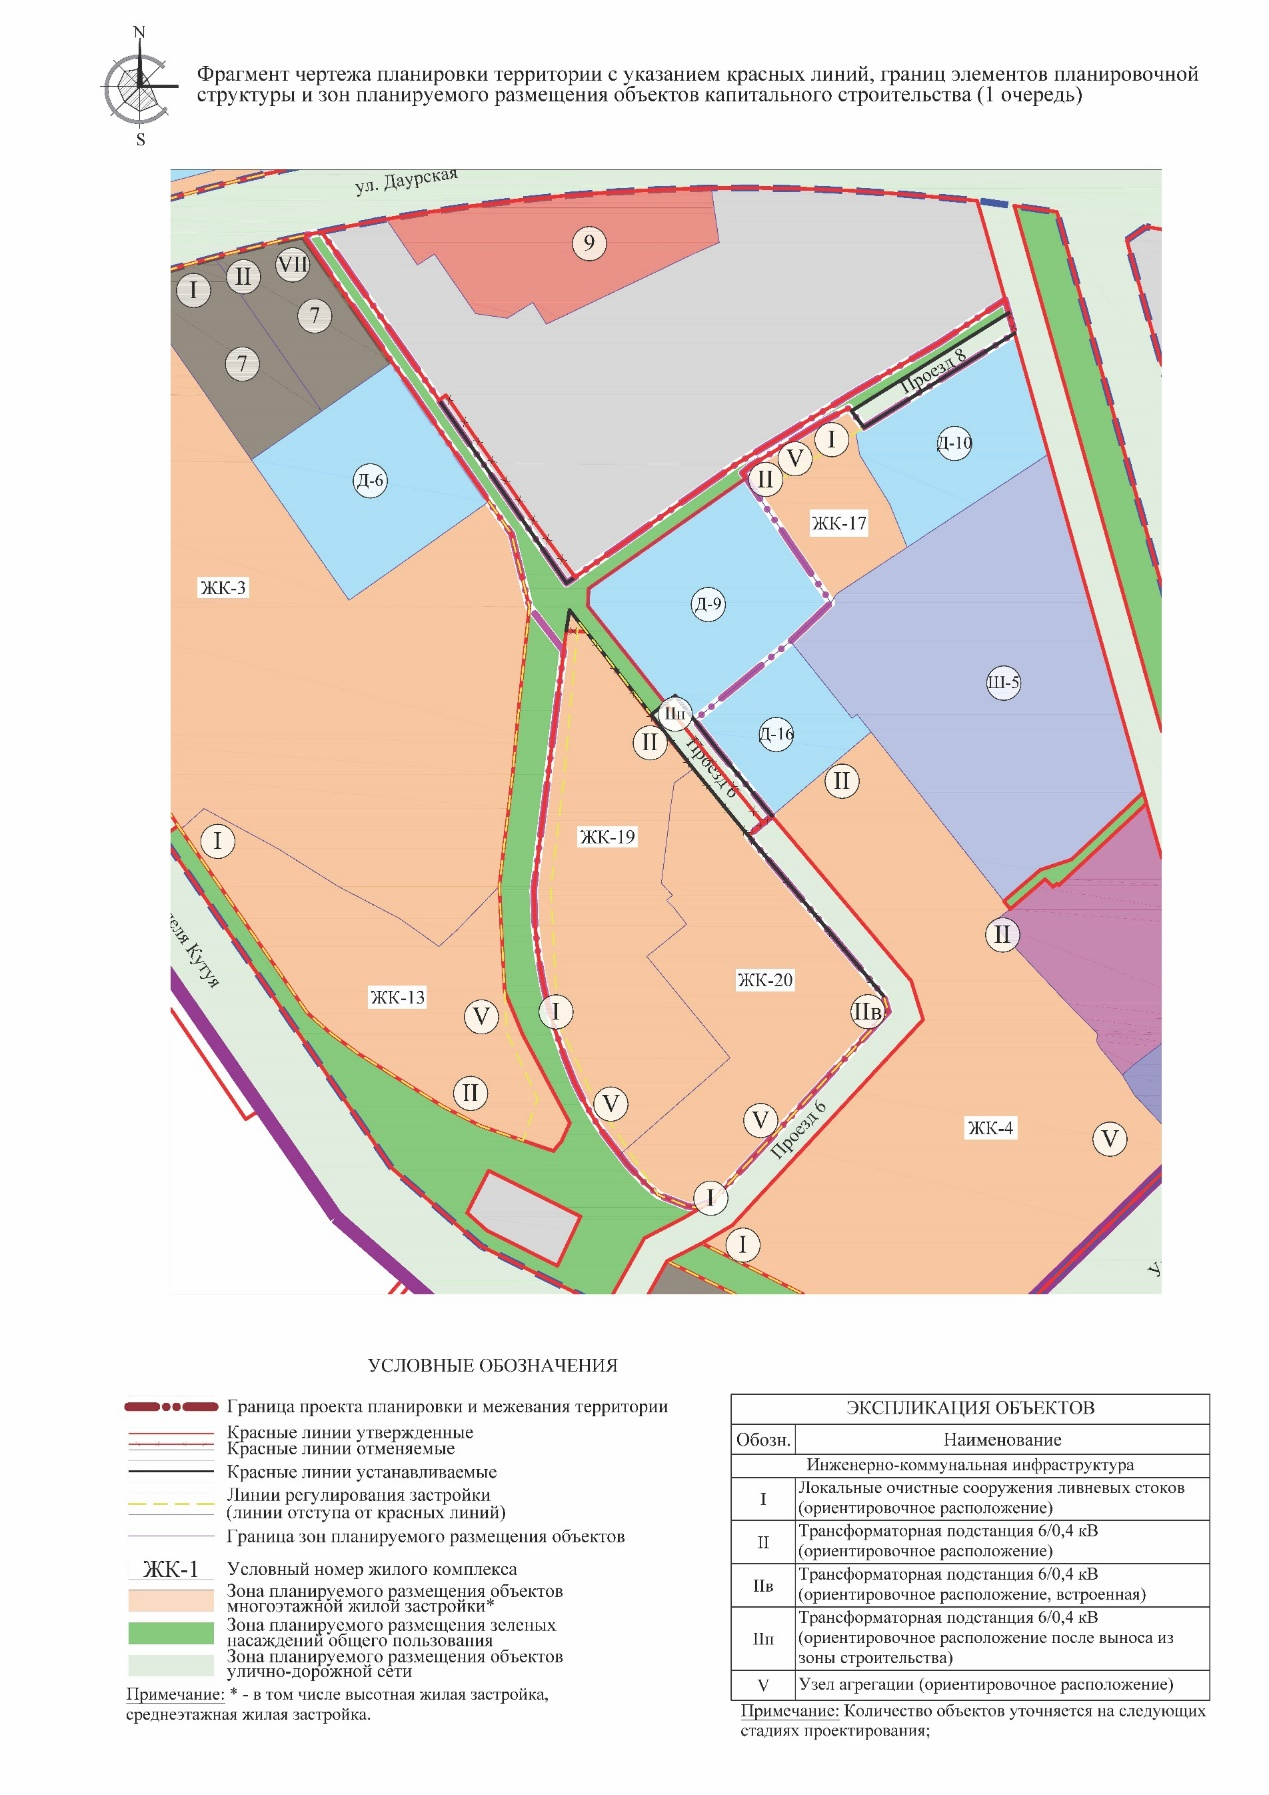 N
S
Фрагмент чертежа планировки территории с указанием красных линий, границ элементов планировочной
структуры и зон планируемого размещения объектов капитального строительства (1 очередь)
ул. Даурская
9
I
II
VII
7
7
Проезд 8
Д-6
I
V
II
Д-10
ЖК-17
ЖК-3
Д-9
Ш-5
IIп
II
Д-16
Проезд 6
II
ЖК-19
I
II
Кутуя
ЖК-13
V
I
ЖК-20
IIв
II
V
V
Проезд 6
ЖК-4
V
I
I
У
УСЛОВНЫЕ ОБОЗНАЧЕНИЯ
Граница проекта планировки и межевания территории
Красные линии утвержденные
Красные линии отменяемые
Красные линии устанавливаемые
Линии регулирования застройки
(линии отступа от красных линий)
Граница зон планируемого размещения объектов
ЖК-1 Условный номер жилого комплекса
Зона планируемого размещения объектов
многоэтажной жилой застройки*
Зона планируемого размещения зеленых
насаждений общего пользования
Зона планируемого размещения объектов
улично-дорожной сети
Примечание: * - в том числе высотная жилая застройка,
среднеэтажная жилая застройка.
ЭКСПЛИКАЦИЯ ОБЪЕКТОВ
Обозн. Наименование
Инженерно-коммунальная инфраструктура
I Локальные очистные сооружения ливневых стоков
(ориентировочное расположение)
II Трансформаторная подстанция 6/0,4 кВ
(ориентировочное расположение)
IIв Трансформаторная подстанция 6/0,4 кВ
(ориентировочное расположение, встроенная)
IIп Трансформаторная подстанция 6/0,4 кВ
(ориентировочное расположение после выноса из
зоны строительства)
V Узел агрегации (ориентировочное расположение)
Примечание: Количество объектов уточняется на следующих
стадиях проектирования;